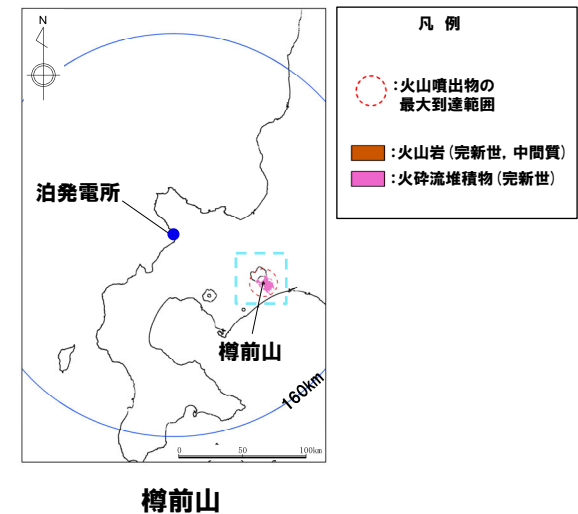 N
凡 例
:火山噴出物の
最大到達範囲
:火山岩(完新世, 中間質)
:火砕流堆積物(完新世)
泊発電所
樽前山
160km
0 50 100km
樽前山